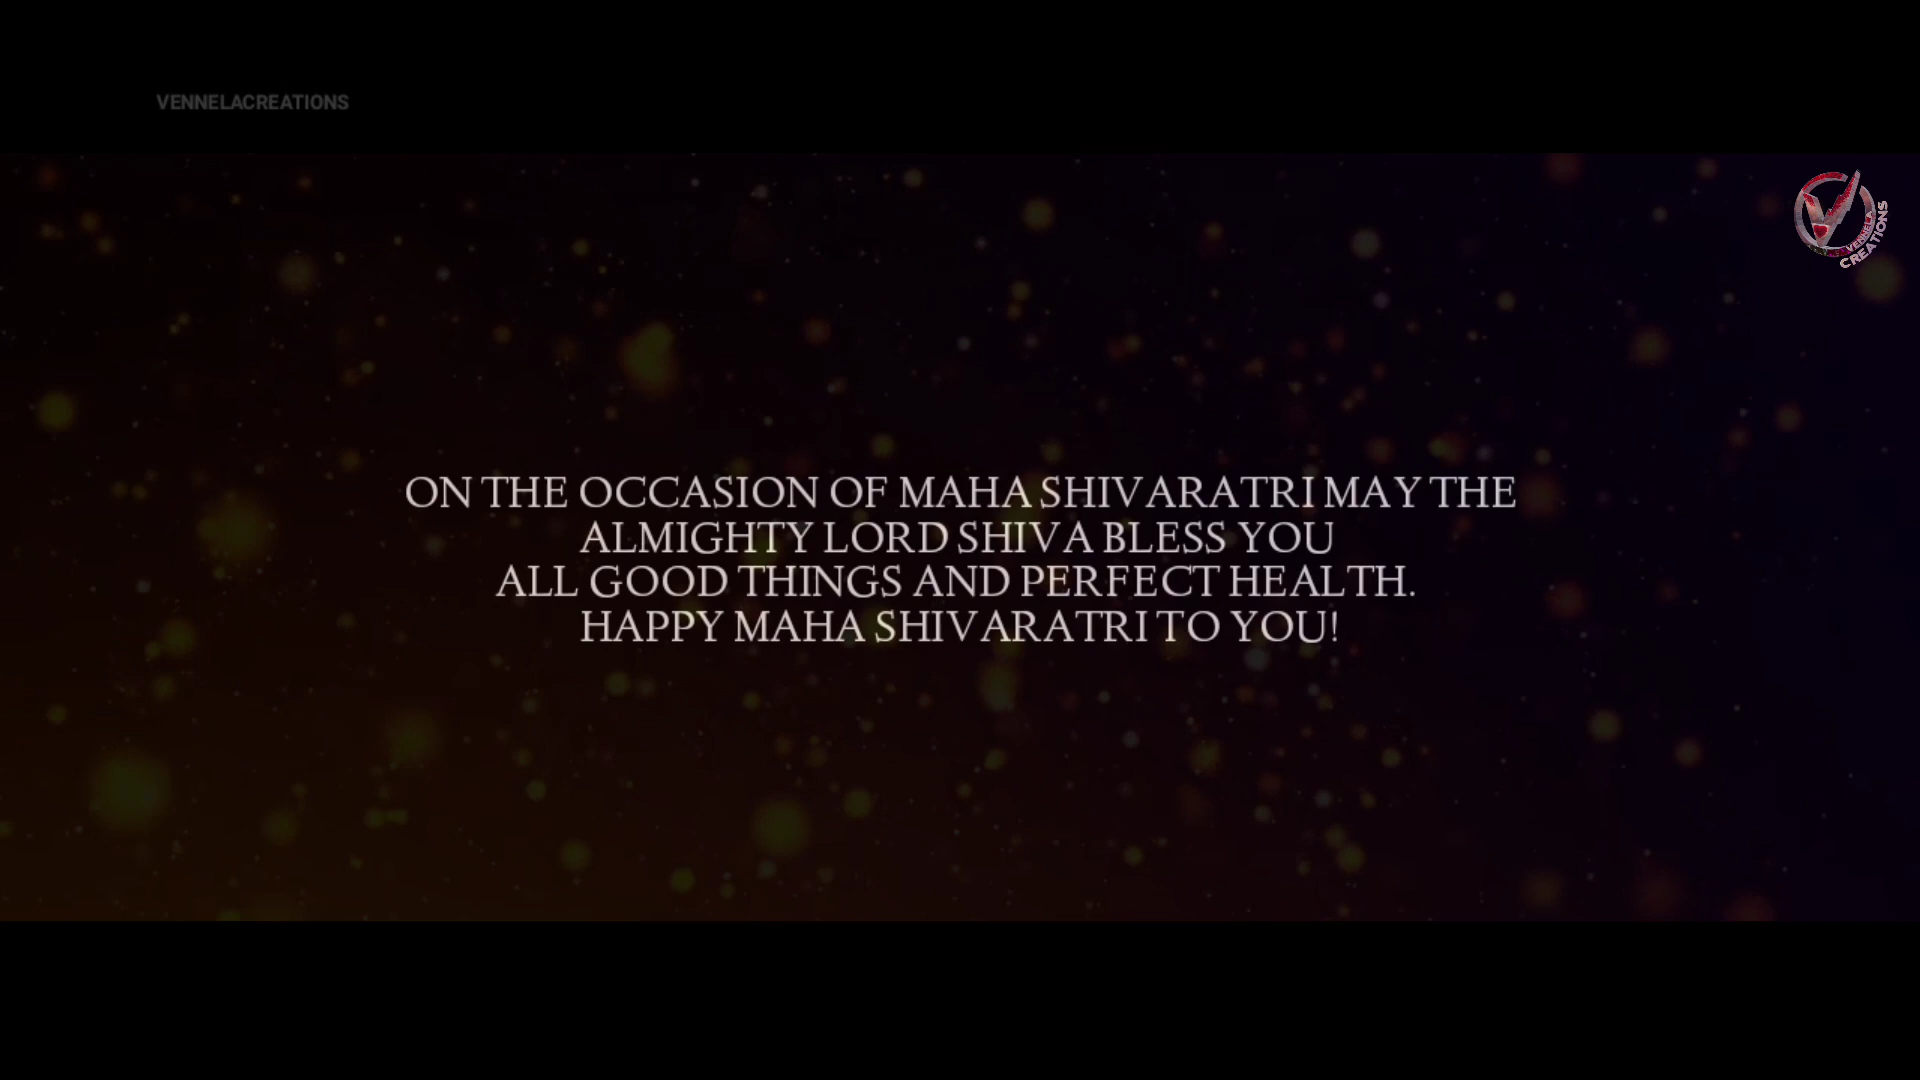 VENNELACREATIONS
VENNELA
CREATIONS
ON THE OCCASION OF MAHA SHIVARATRI MAY THE
ALMIGHTY LORD SHIVA BLESS YOU
ALL GOOD THINGS AND PERFECT HEALTH.
HAPPY MAHA SHIVARATRI TO YOU!